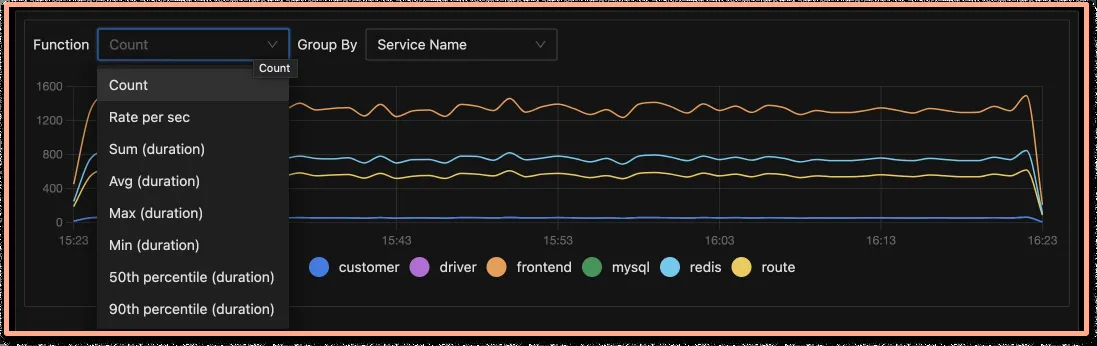 Function Count Group By Service Name
Count
Count
Rate per sec
Sum (duration)
Avg (duration)
Max (duration)
Min (duration)
50th percentile (duration)
90th percentile (duration)
1600
1200
800
400
0
15:23 15:43 15:53 16:03 16:13 16:23
customer driver frontend mysql redis route